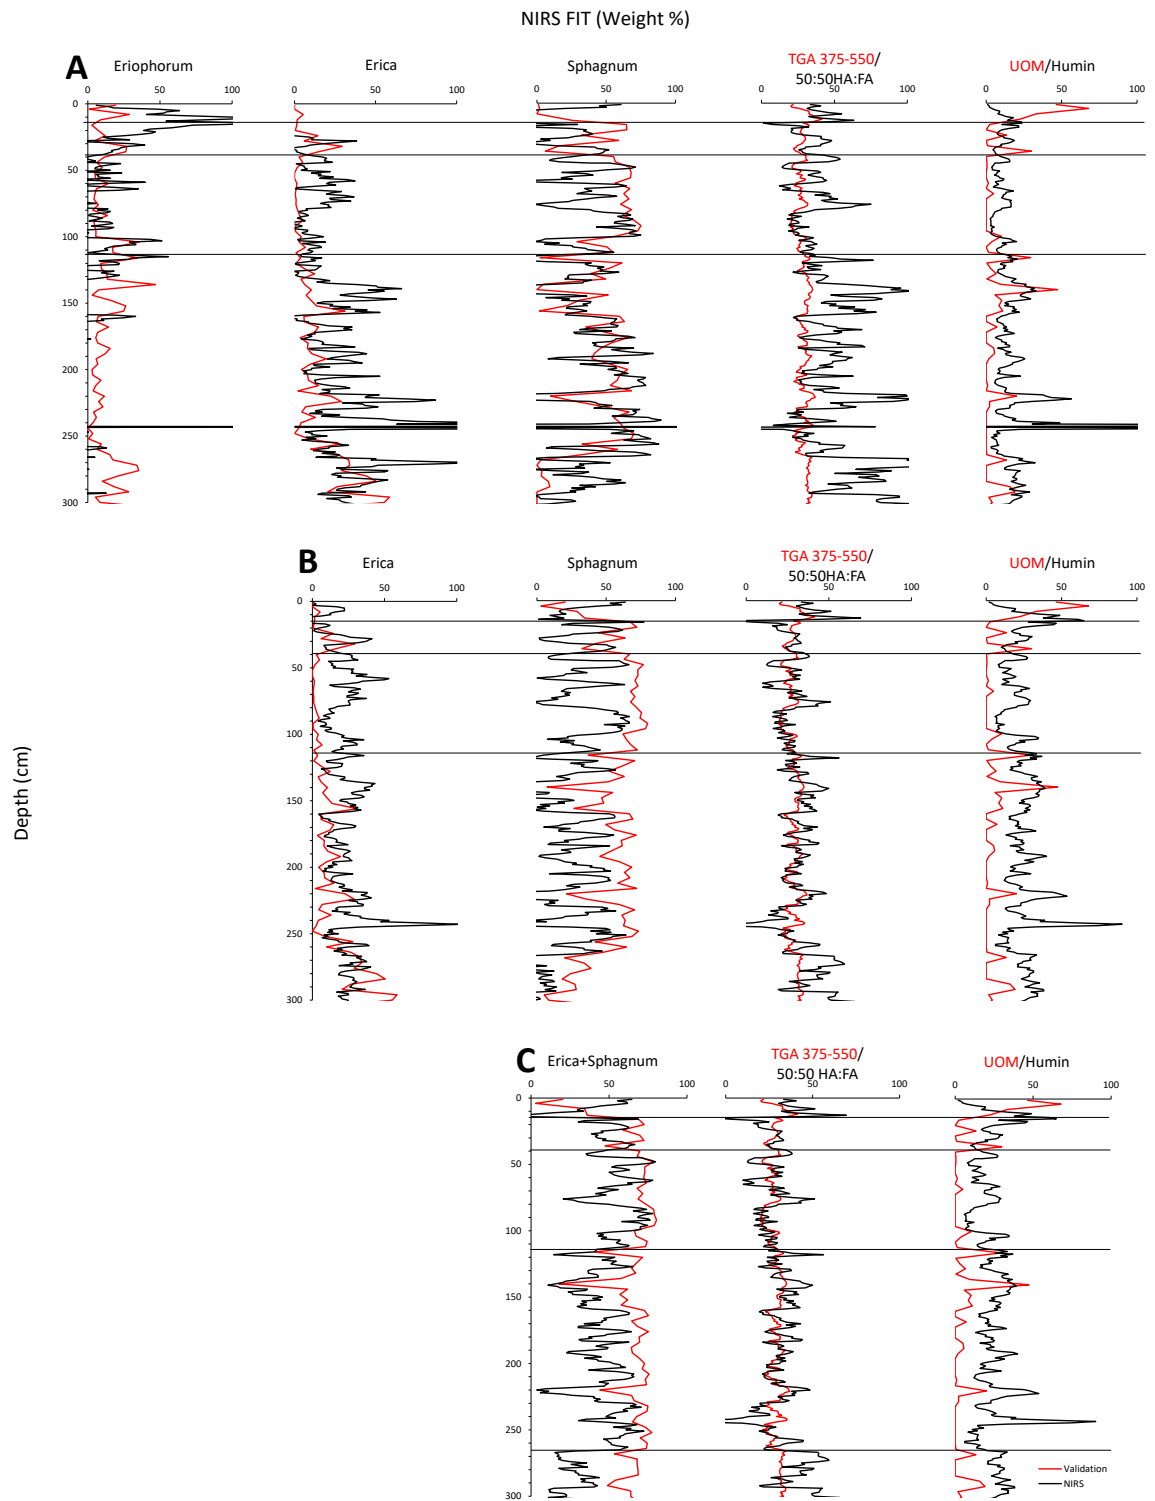 NIRS FIT (Weight %)
A
Eriophorum
Erica
Sphagnum
TGA 375-550/
50:50HA:FA
UOM/Humin
0 50 100
0 50 100
0 50 100
0 50 100
0 50 100
0
50
100
150
200
250
300
B
Erica
Sphagnum
TGA 375-550/
50:50HA:FA
UOM/Humin
0 50 100
0 50 100
0 50 100
0 50 100
0
50
100
150
200
250
300
Depth (cm)
C
Erica+Sphagnum
TGA 375-550/
50:50 HA:FA
UOM/Humin
0 50 100
0 50 100
0 50 100
0
50
100
150
200
250
300
Validation
NIRS